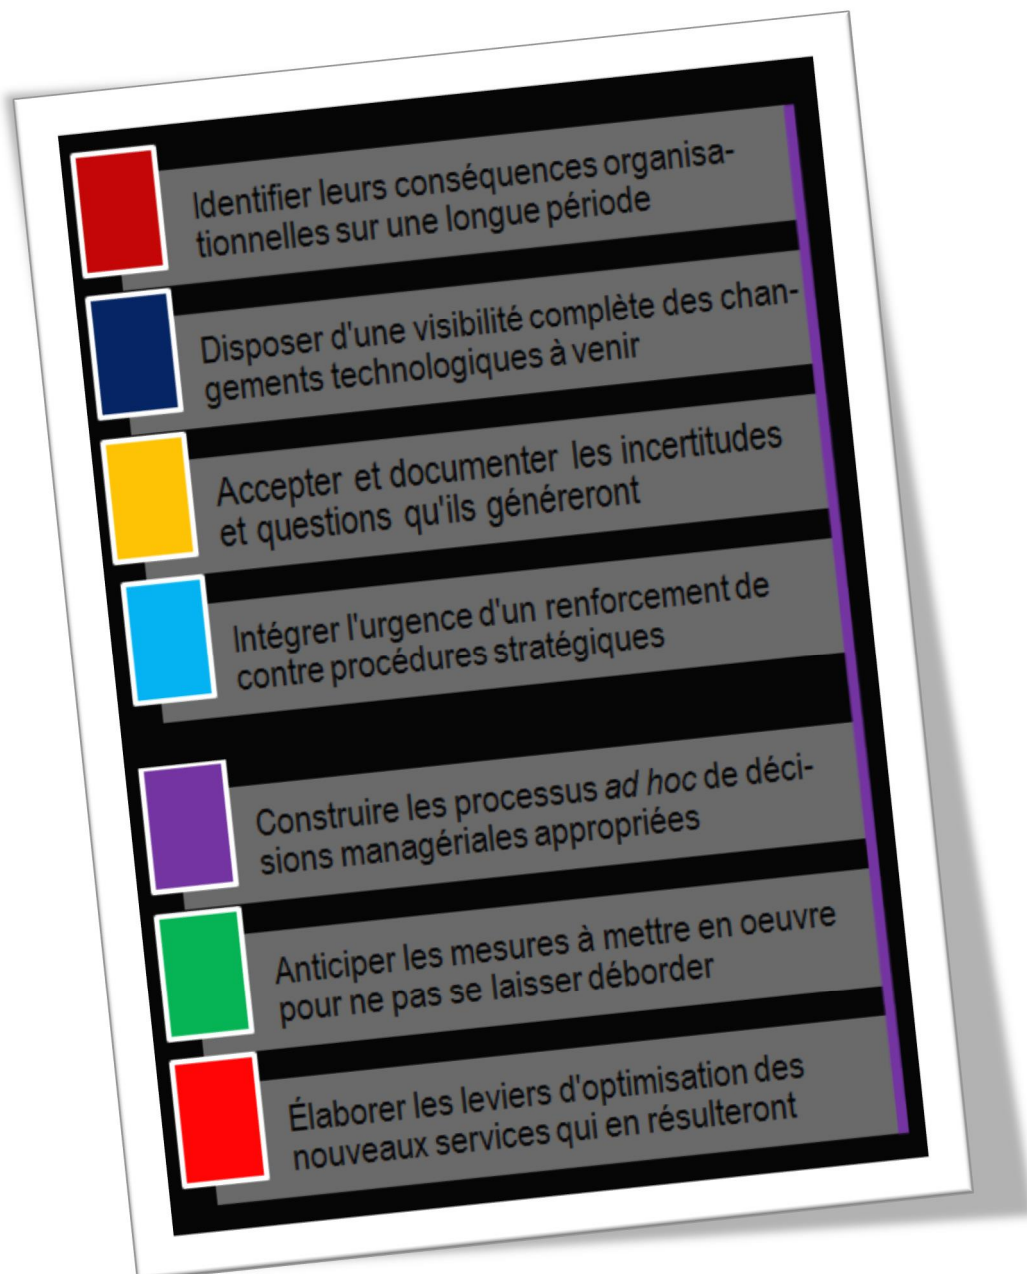 Identifier leurs conséquences organisa-
tionnelles sur une longue période
Disposer d'une visibilité complète des chan-
gements technologiques à venir
Accepter et documenter les incertitudes
et questions qu'ils généreront
Intégrer l'urgence d'un renforcement de
contre procédures stratégiques
Construire les processus ad hoc de déci-
sions managériales appropriées
Anticiper les mesures à mettre en oeuvre
pour ne pas se laisser déborder
Élaborer les leviers d'optimisation des
nouveaux services qui en résulteront